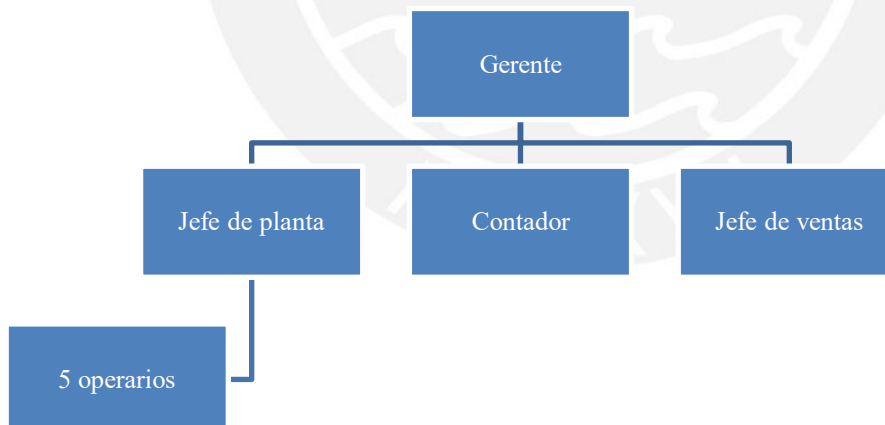 Gerente
Jefe de planta
Contador
Jefe de ventas
5 operarios